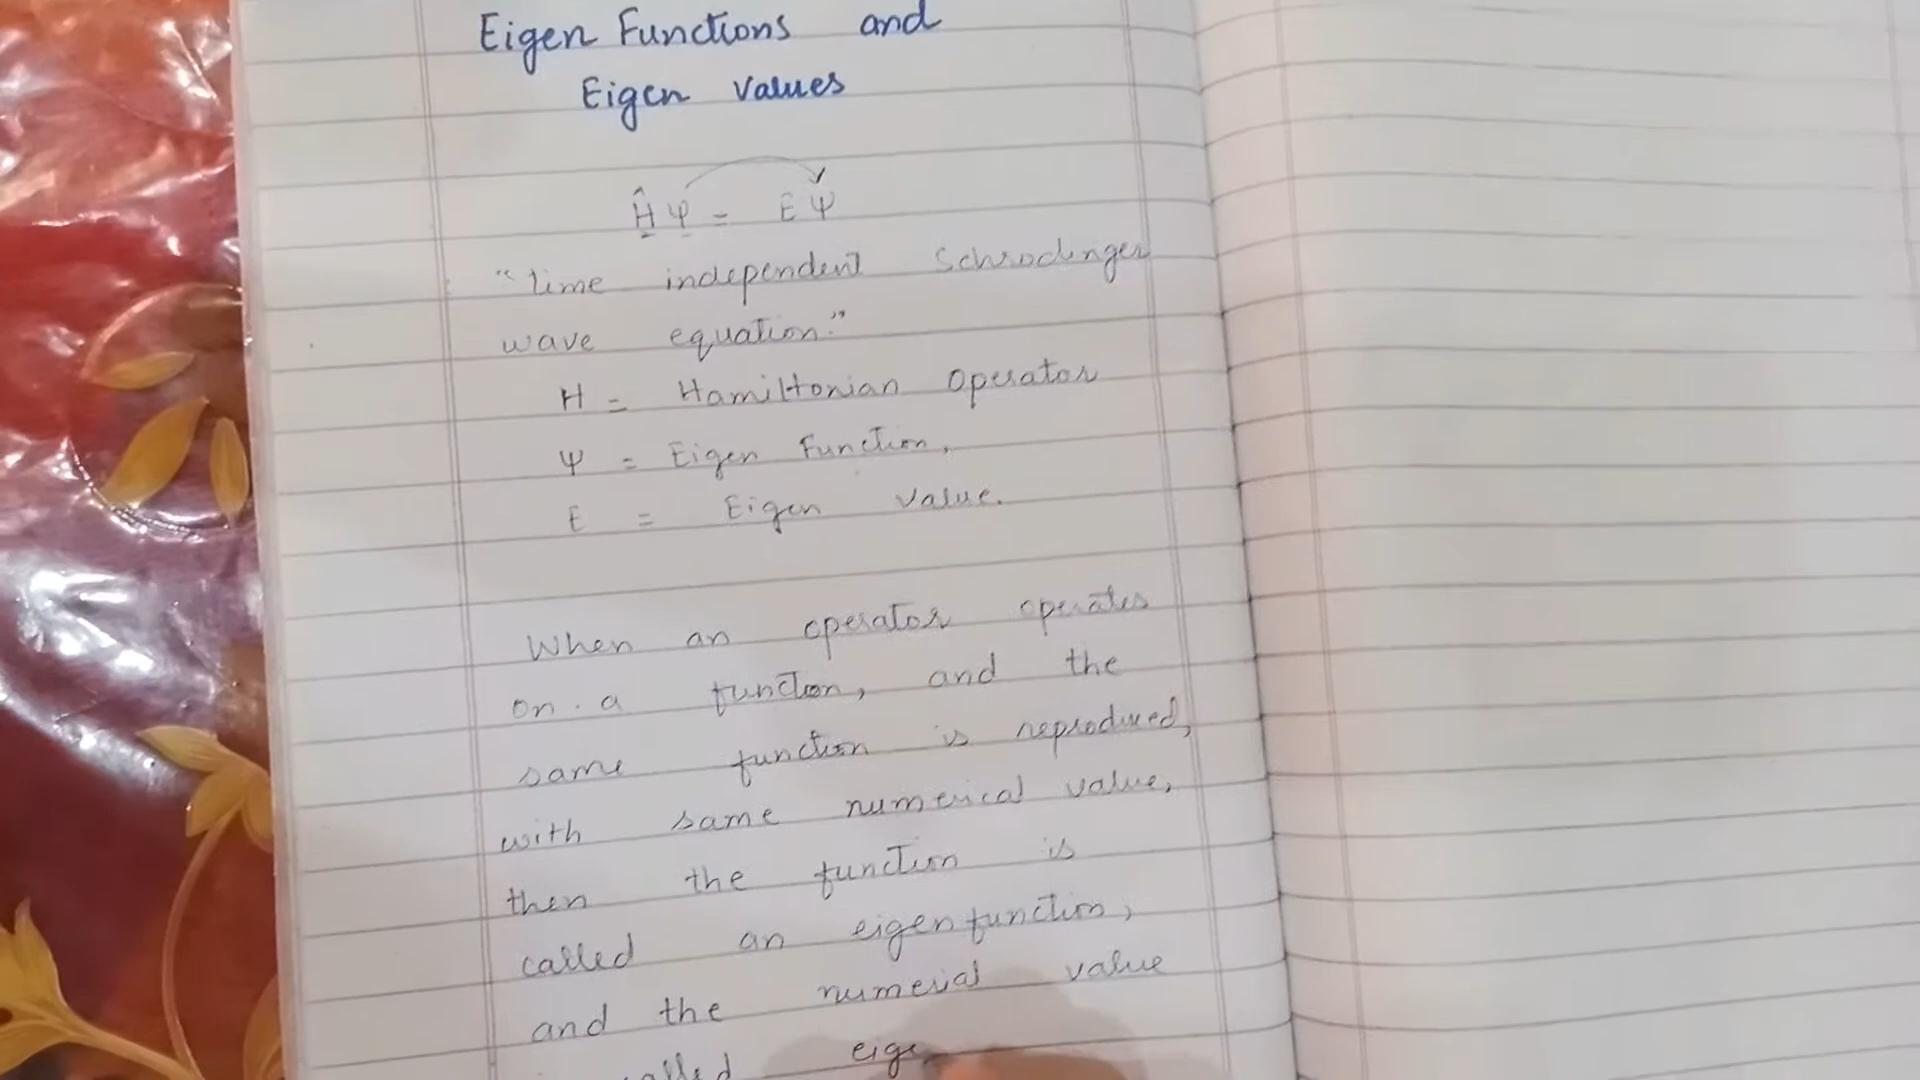 Eigen Functions and
Eigen Values
Ĥψ = Eψ
"time independent Schrodinger
wave equation."
H = Hamiltonian Operator
Ψ = Eigen Function,
E = Eigen Value.
When an operator operates
on a function, and the
same function is reproduced,
with same numerical value,
then the function is
called an eigenfunction,
and the numerial value